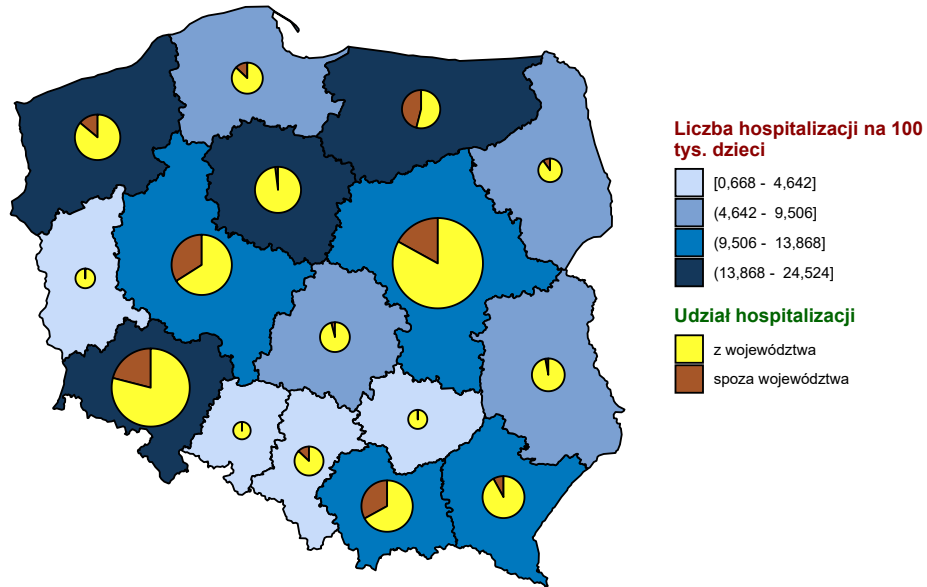 Liczba hospitalizacji na 100
tys. dzieci
[0,668 - 4,642]
(4,642 - 9,506]
(9,506 - 13,868]
(13,868 - 24,524]
Udział hospitalizacji
z województwa
spoza województwa